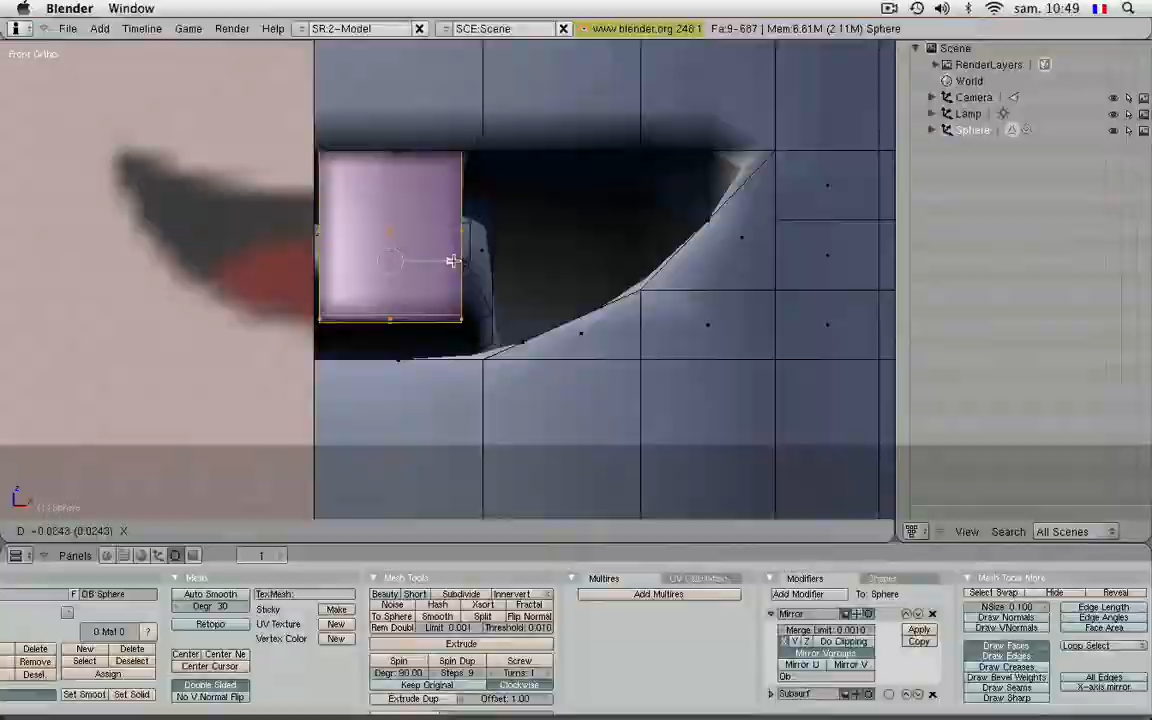 Blender Window sam. 10:49
File Add Timeline Game Render Help SR:2-Model SCE:Scene www.blender.org 248.1 Fa:9-687 | Mem:6.61M (2.11M) Sphere
Front Ortho
Scene
RenderLayers
World
Camera
Lamp
Sphere
(1) Sphere
D -0.0243 (0.0243) X
View Search All Scenes
Panels 1
Mesh Mesh Tools Multires Modifiers Shapes Mesh Tools More
F OB:Sphere Auto Smooth TexMesh: Beauty Short Subdivide Innervert Add Multires Add Modifier To: Sphere Select Swap Hide Reveal
Degr: 30 Sticky Make Noise Hash Xsort Fractal Mirror NSize 0.100 Edge Length
To Sphere Smooth Split Flip Normal Draw Normals Edge Angles
Retopo UV Texture New Rem Doubl Limit: 0.001 Threshold: 0.010 Merge Limit: 0.0010 Apply Draw VNormals Face Area
0 Mat 0 ? Vertex Color New Extrude X Y Z Do Clipping Copy Draw Faces Loop Select
Delete New Delete Center Center Ne Spin Spin Dup Screw Mirror Vgroups Draw Edges
Remove Select Deselect Center Cursor Degr: 90.00 Steps: 9 Turns: 1 Mirror U Mirror V Draw Creases
Desel. Assign Double Sided Keep Original Clockwise Ob: Draw Bevel Weights All Edges
Set Smoot Set Solid No V.Normal Flip Extrude Dup Offset: 1.00 Subsurf Draw Seams X-axis mirror
Draw Sharp